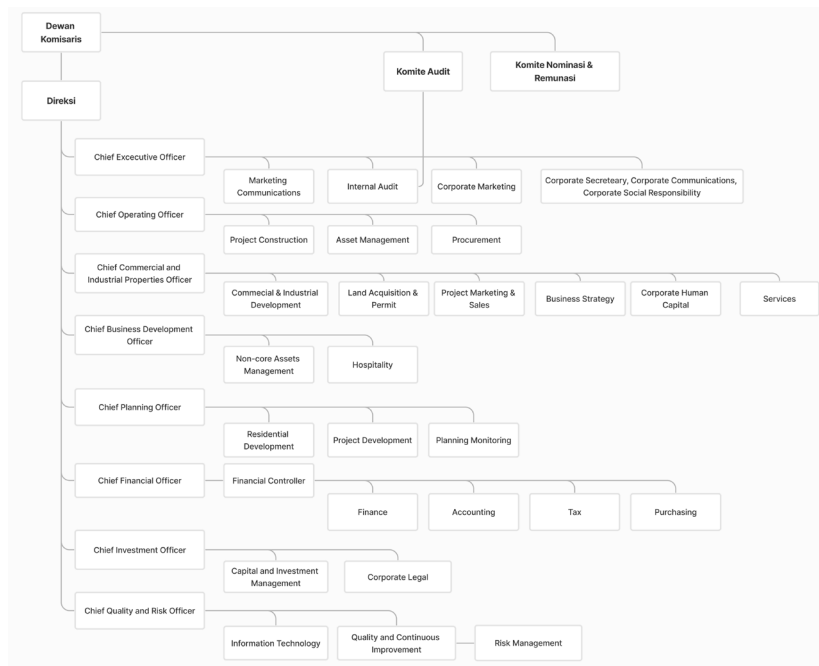 Dewan
Komisaris
Komite Audit
Komite Nominasi &
Remunasi
Direksi
Chief Excecutive Officer
Marketing
Communications
Internal Audit
Corporate Marketing
Corporate Secreteary, Corporate Communications,
Corporate Social Responsibility
Chief Operating Officer
Project Construction
Asset Management
Procurement
Chief Commercial and
Industrial Properties Officer
Commecial & Industrial
Development
Land Acquisition &
Permit
Project Marketing &
Sales
Business Strategy
Corporate Human
Capital
Services
Chief Business Development
Officer
Non-core Assets
Management
Hospitality
Chief Planning Officer
Residential
Development
Project Development
Planning Monitoring
Chief Financial Officer
Financial Controller
Finance
Accounting
Tax
Purchasing
Chief Investment Officer
Capital and Investment
Management
Corporate Legal
Chief Quality and Risk Officer
Information Technology
Quality and Continuous
Improvement
Risk Management